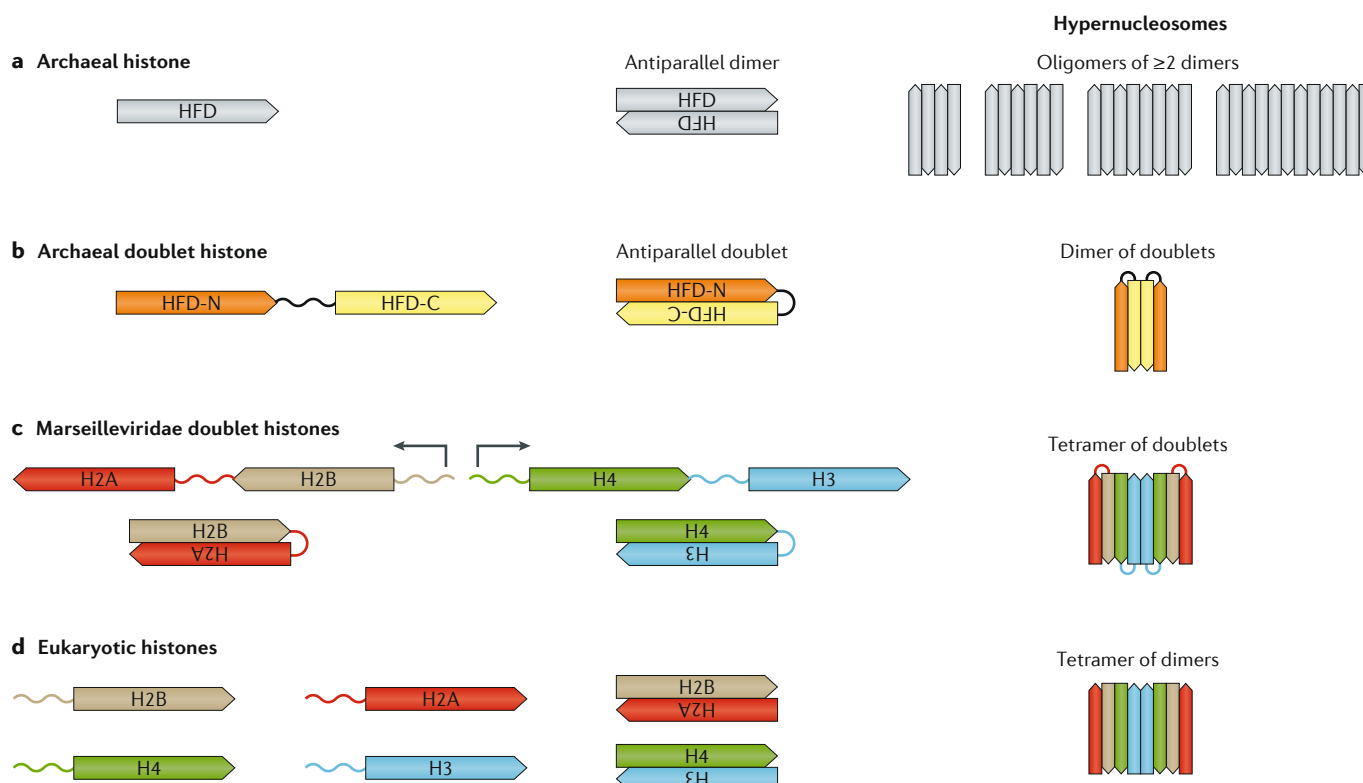 Hypernucleosomes
a Archaeal histone
Antiparallel dimer
Oligomers of ≥2 dimers
HFD
HFD
HFD
b Archaeal doublet histone
Antiparallel doublet
Dimer of doublets
HFD-N
HFD-C
HFD-N
HFD-C
c Marseilleviridae doublet histones
Tetramer of doublets
H2A
H2B
H4
H3
H2B
H2A
H4
H3
d Eukaryotic histones
Tetramer of dimers
H2B
H2A
H2B
H2A
H4
H3
H4
H3